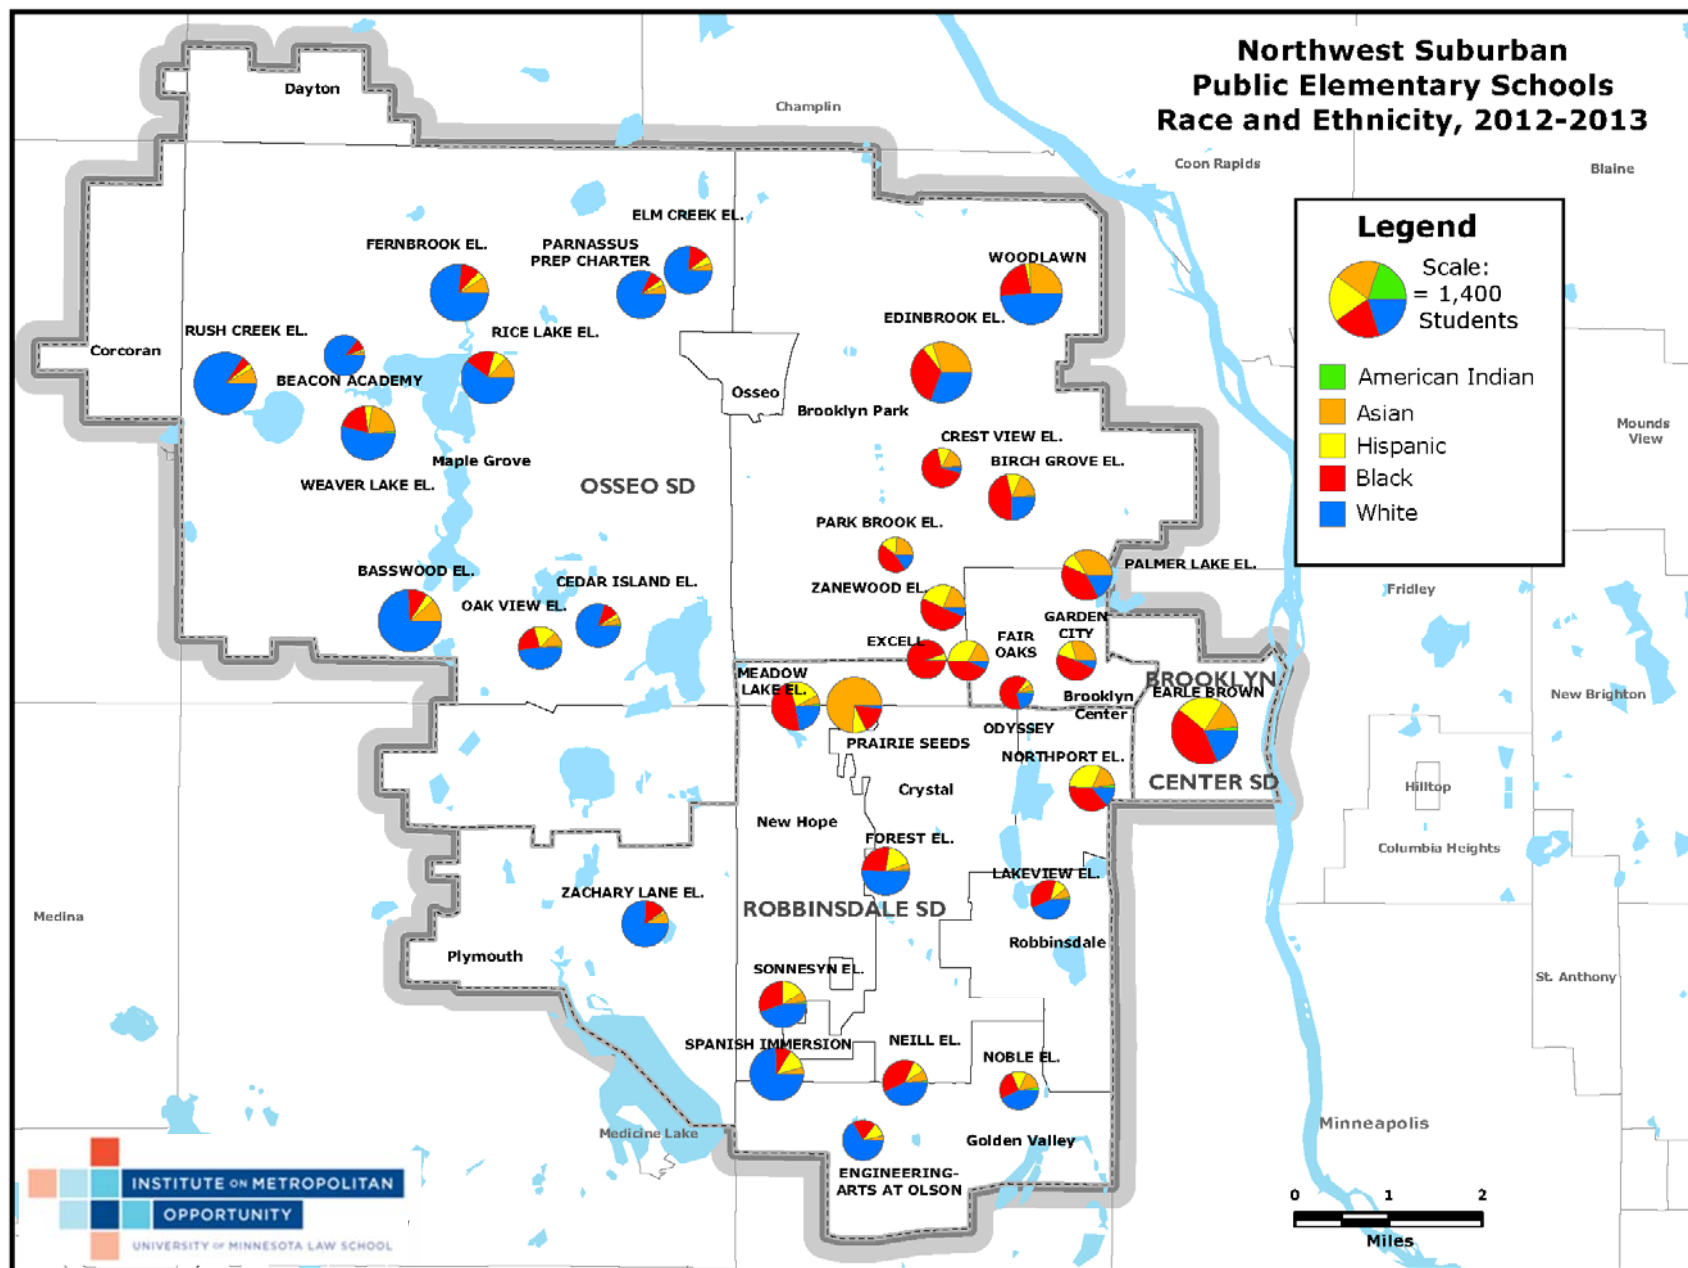 Northwest Suburban
Public Elementary Schools
Race and Ethnicity, 2012-2013
Dayton
Champlin
Coon Rapids
Blaine
Legend
Scale:
= 1,400
Students
American Indian
Asian
Hispanic
Black
White
ELM CREEK EL.
FERNBROOK EL.
PARNASSUS
PREP CHARTER
WOODLAWN
RUSH CREEK EL.
RICE LAKE EL.
EDINBROOK EL.
Corcoran
BEACON ACADEMY
Osseo
Brooklyn Park
Mounds
View
CREST VIEW EL.
Maple Grove
BIRCH GROVE EL.
WEAVER LAKE EL.
OSSEO SD
PARK BROOK EL.
BASSWOOD EL.
CEDAR ISLAND EL.
PALMER LAKE EL.
ZANEWOOD EL.
Fridley
OAK VIEW EL.
GARDEN
CITY
EXCELL
FAIR
OAKS
MEADOW
LAKE EL.
BROOKLYN
EARLE BROWN
Brooklyn
Center
New Brighton
ODYSSEY
PRAIRIE SEEDS
NORTHPORT EL.
CENTER SD
Crystal
Hilltop
New Hope
FOREST EL.
Columbia Heights
LAKEVIEW EL.
ZACHARY LANE EL.
ROBBINSDALE SD
Medina
Robbinsdale
Plymouth
SONNESYN EL.
St. Anthony
SPANISH IMMERSION
NEILL EL.
NOBLE EL.
Minneapolis
Medicine Lake
Golden Valley
ENGINEERING-
ARTS AT OLSON
INSTITUTE ON METROPOLITAN
OPPORTUNITY
UNIVERSITY OF MINNESOTA LAW SCHOOL
0 1 2
Miles